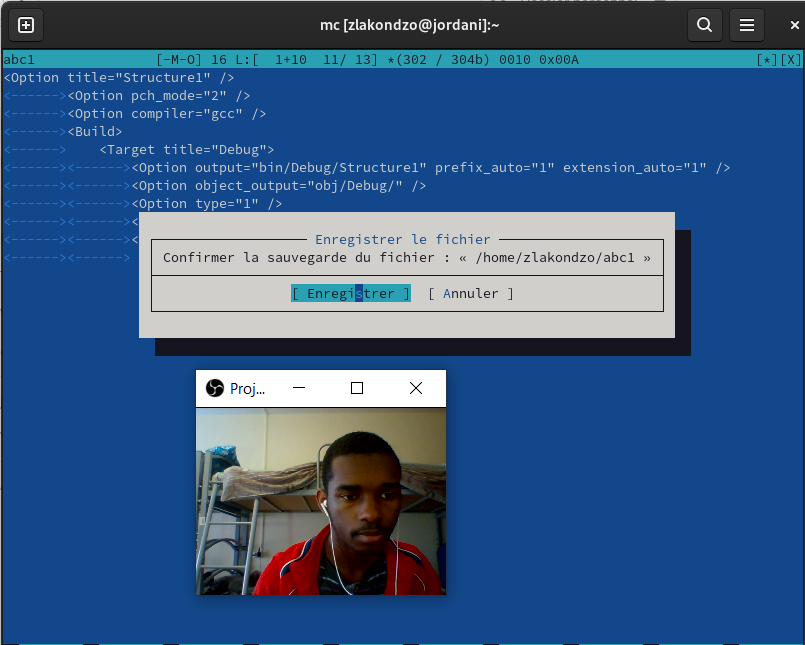 mc [zlakondzo@jordani]:~
abc1 [-M-O] 16 L:[ 1+10 11/ 13] *(302 / 304b) 0010 0x00A [*][X]
<Option title="Structure1" />
<------><Option pch_mode="2" />
<------><Option compiler="gcc" />
<------><Build>
<------>    <Target title="Debug">
<------><------><Option output="bin/Debug/Structure1" prefix_auto="1" extension_auto="1" />
<------><------><Option object_output="obj/Debug/" />
<------><------><Option type="1" />
<------><------><
<------><------><
<------><------>
Enregistrer le fichier
Confirmer la sauvegarde du fichier : « /home/zlakondzo/abc1 »
[ Enregistrer ] [ Annuler ]
Proj...